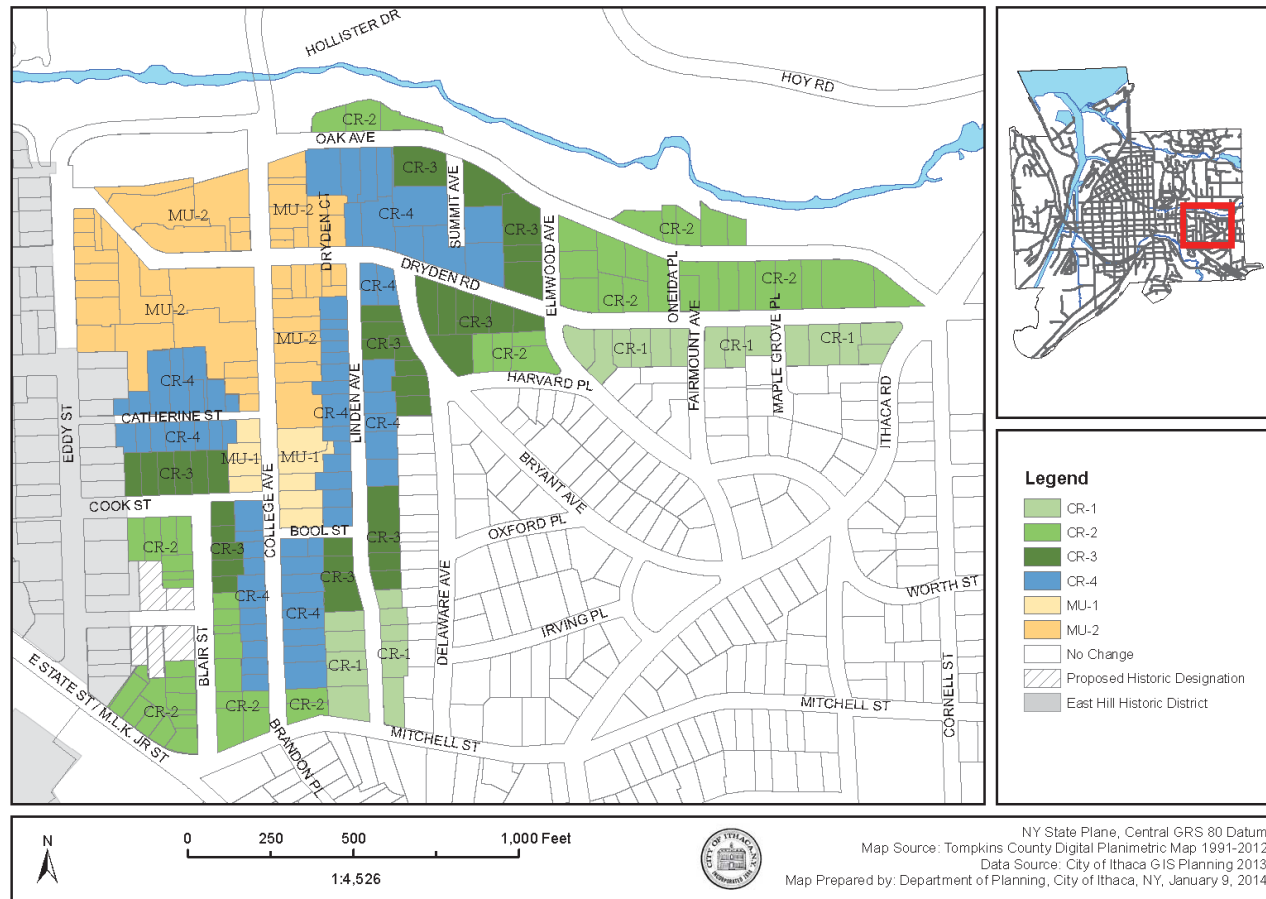 HOLLISTER DR
HOY RD
CR-2
OAK AVE
CR-3
SUMMIT AVE
MU-2
MU-2
DRYDEN CT
CR-4
CR-3
ELMWOOD AVE
CR-2
DRYDEN RD
CR-4
ONEIDA PL
CR-2
CR-2
MU-2
MU-2
CR-3
CR-3
CR-2
CR-1
CR-1
CR-1
FAIRMOUNT AVE
MAPLE GROVE PL
ITHACA RD
HARVARD PL
CR-4
CATHERINE ST
CR-4
LINDEN AVE
CR-4
EDDY ST
CR-4
MU-1
MU-1
CR-3
BRYANT AVE
COOK ST
COLLEGE AVE
BOOL ST
OXFORD PL
CR-2
CR-3
CR-3
CR-3
DELAWARE AVE
WORTH ST
CR-4
CR-4
IRVING PL
BLAIR ST
CR-1
CR-1
CORNELL ST
E STATE ST / M.L.K. JR ST
CR-2
CR-2
CR-2
BRANDON PL
MITCHELL ST
MITCHELL ST
Legend
CR-1
CR-2
CR-3
CR-4
MU-1
MU-2
No Change
Proposed Historic Designation
East Hill Historic District
N
0 250 500 1,000 Feet
1:4,526
CITY OF ITHACA, N.Y.
INCORPORATED 1888
NY State Plane, Central GRS 80 Datum
Map Source: Tompkins County Digital Planimetric Map 1991-2012
Data Source: City of Ithaca GIS Planning 2013
Map Prepared by: Department of Planning, City of Ithaca, NY, January 9, 2014